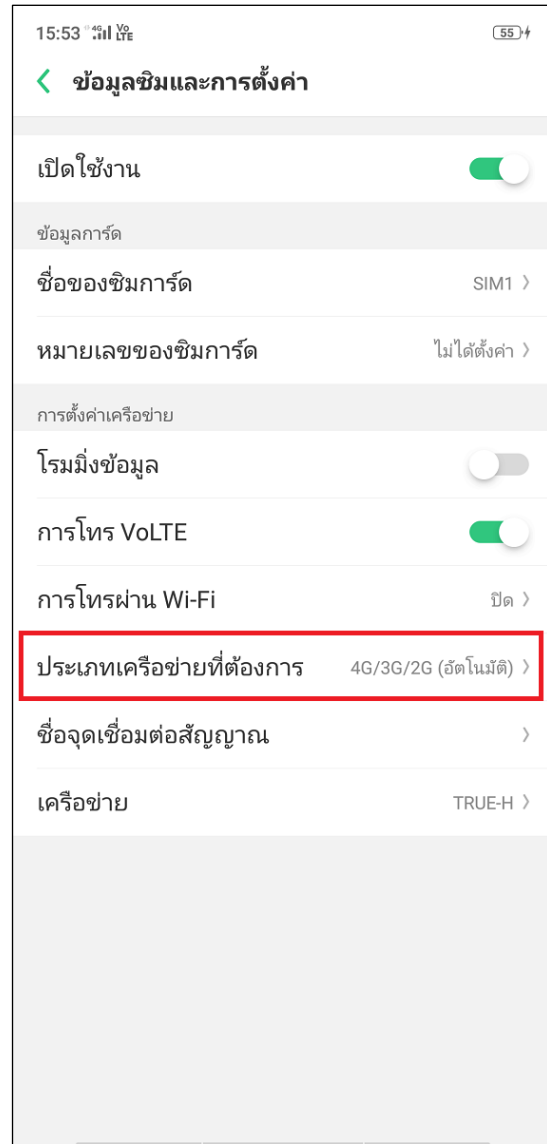 15:53 4G Vo LTE 55
ข้อมูลซิมและการตั้งค่า
เปิดใช้งาน
ข้อมูลการ์ด
ชื่อของซิมการ์ด SIM1
หมายเลขของซิมการ์ด ไม่ได้ตั้งค่า
การตั้งค่าเครือข่าย
โรมมิ่งข้อมูล
การโทร VoLTE
การโทรผ่าน Wi-Fi ปิด
ประเภทเครือข่ายที่ต้องการ 4G/3G/2G (อัตโนมัติ)
ชื่อจุดเชื่อมต่อสัญญาณ
เครือข่าย TRUE-H